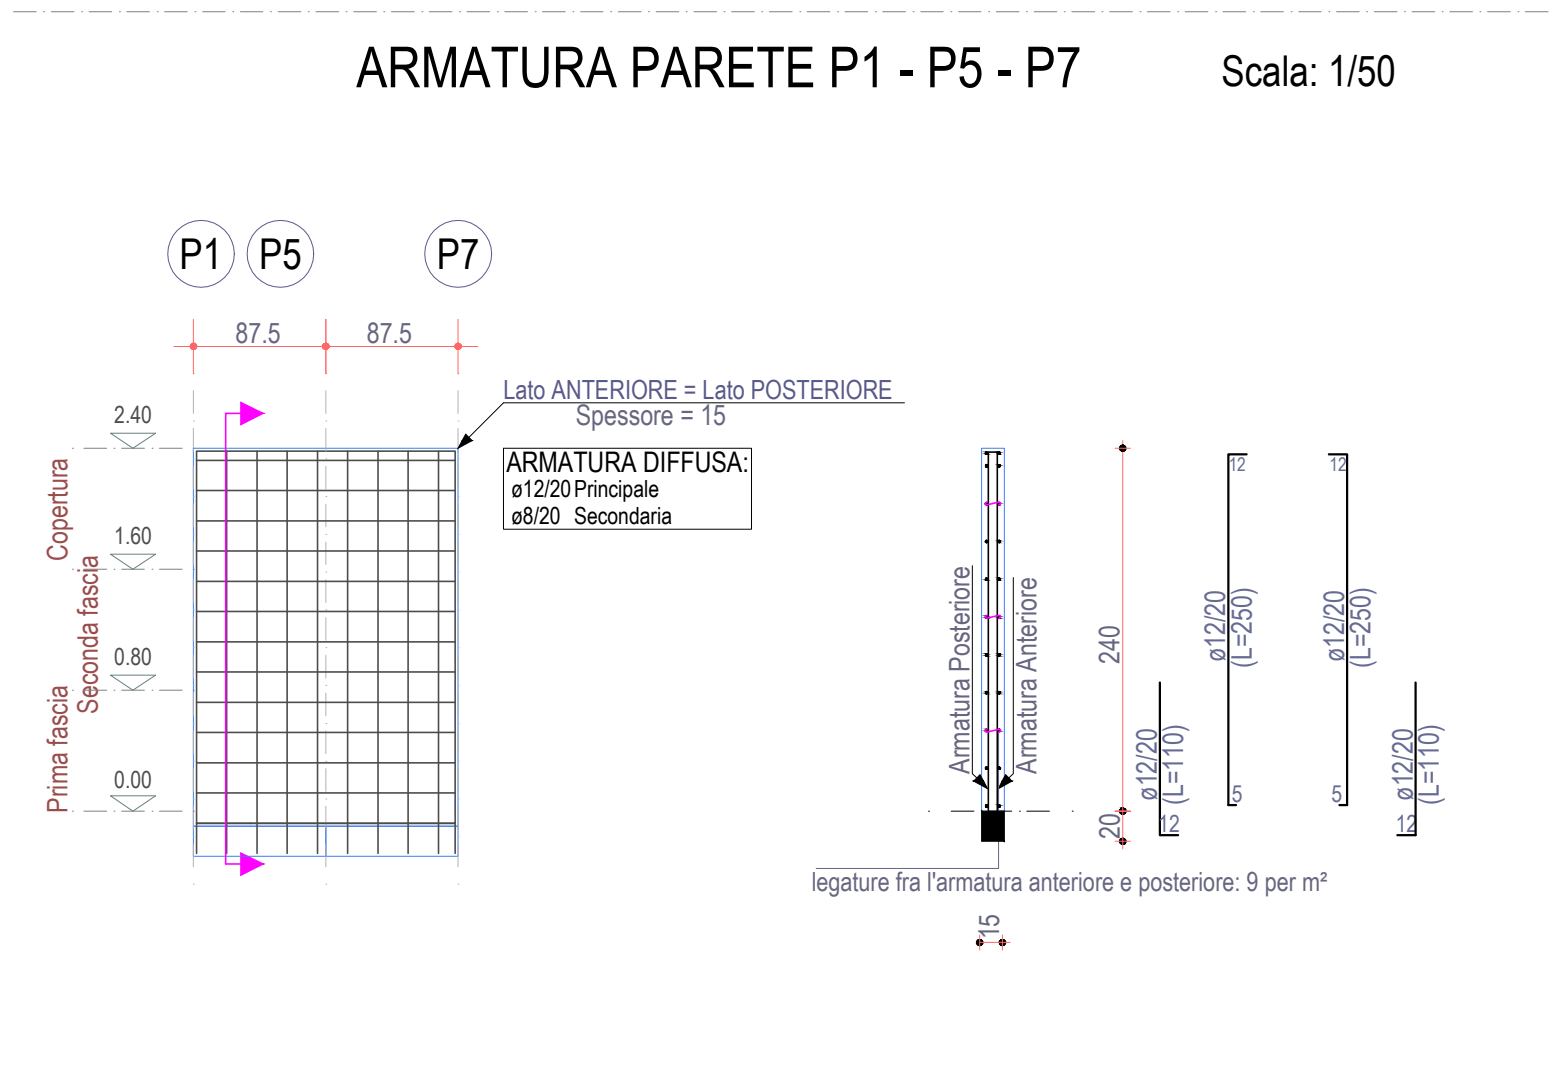 ARMATURA PARETE P1 - P5 - P7
Scala: 1/50
P1
P5
P7
87.5
87.5
Lato ANTERIORE = Lato POSTERIORE
Spessore = 15
ARMATURA DIFFUSA:
ø12/20 Principale
ø8/20 Secondaria
2.40
1.60
0.80
0.00
Copertura
Seconda fascia
Prima fascia
Armatura Posteriore
Armatura Anteriore
240
20
12
ø12/20
(L=250)
5
12
ø12/20
(L=250)
5
ø12/20
(L=110)
12
ø12/20
(L=110)
12
legature fra l'armatura anteriore e posteriore: 9 per m²
15